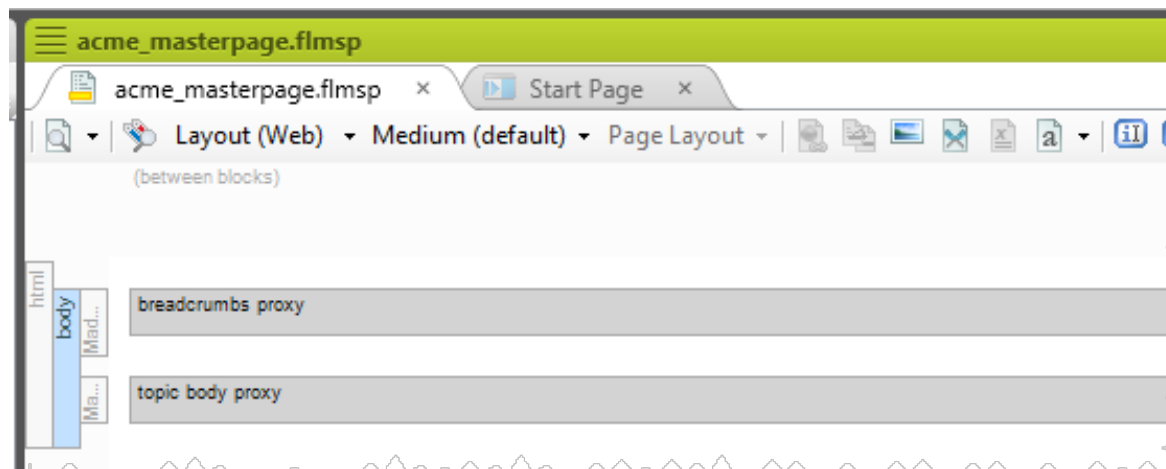 acme_masterpage.flmsp
acme_masterpage.flmsp × Start Page ×
Layout (Web) Medium (default) Page Layout a
(between blocks)
html
body
Mad...
breadcrumbs proxy
Ma...
topic body proxy